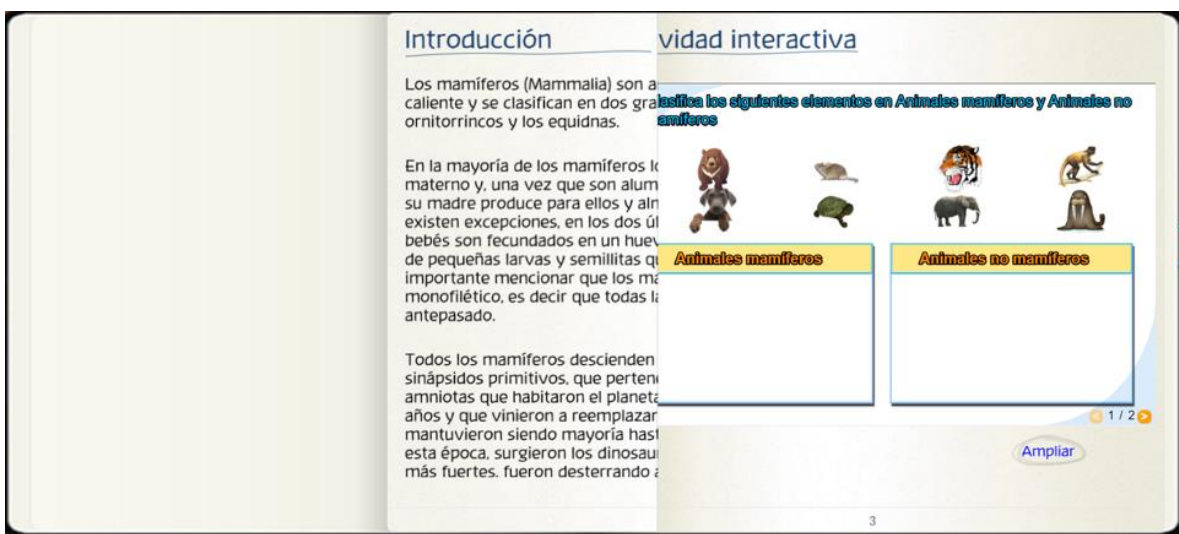 Introducción
Los mamíferos (Mammalia) son a
caliente y se clasifican en dos gra
ornitorrincos y los equidnas.
En la mayoría de los mamíferos lo
materno y, una vez que son alum
su madre produce para ellos y alm
existen excepciones, en los dos úl
bebés son fecundados en un huev
de pequeñas larvas y semillitas qu
importante mencionar que los ma
monofilético, es decir que todas la
antepasado.
Todos los mamíferos descienden
sinápsidos primitivos, que pertene
amniotas que habitaron el planeta
años y que vinieron a reemplazar
mantuvieron siendo mayoría hast
esta época, surgieron los dinosau
más fuertes. fueron desterrando a
vidad interactiva
lasifica los siguientes elementos en Animales mamíferos y Animales no
amíferos
Animales mamíferos
Animales no mamíferos
1 / 2
Ampliar
3